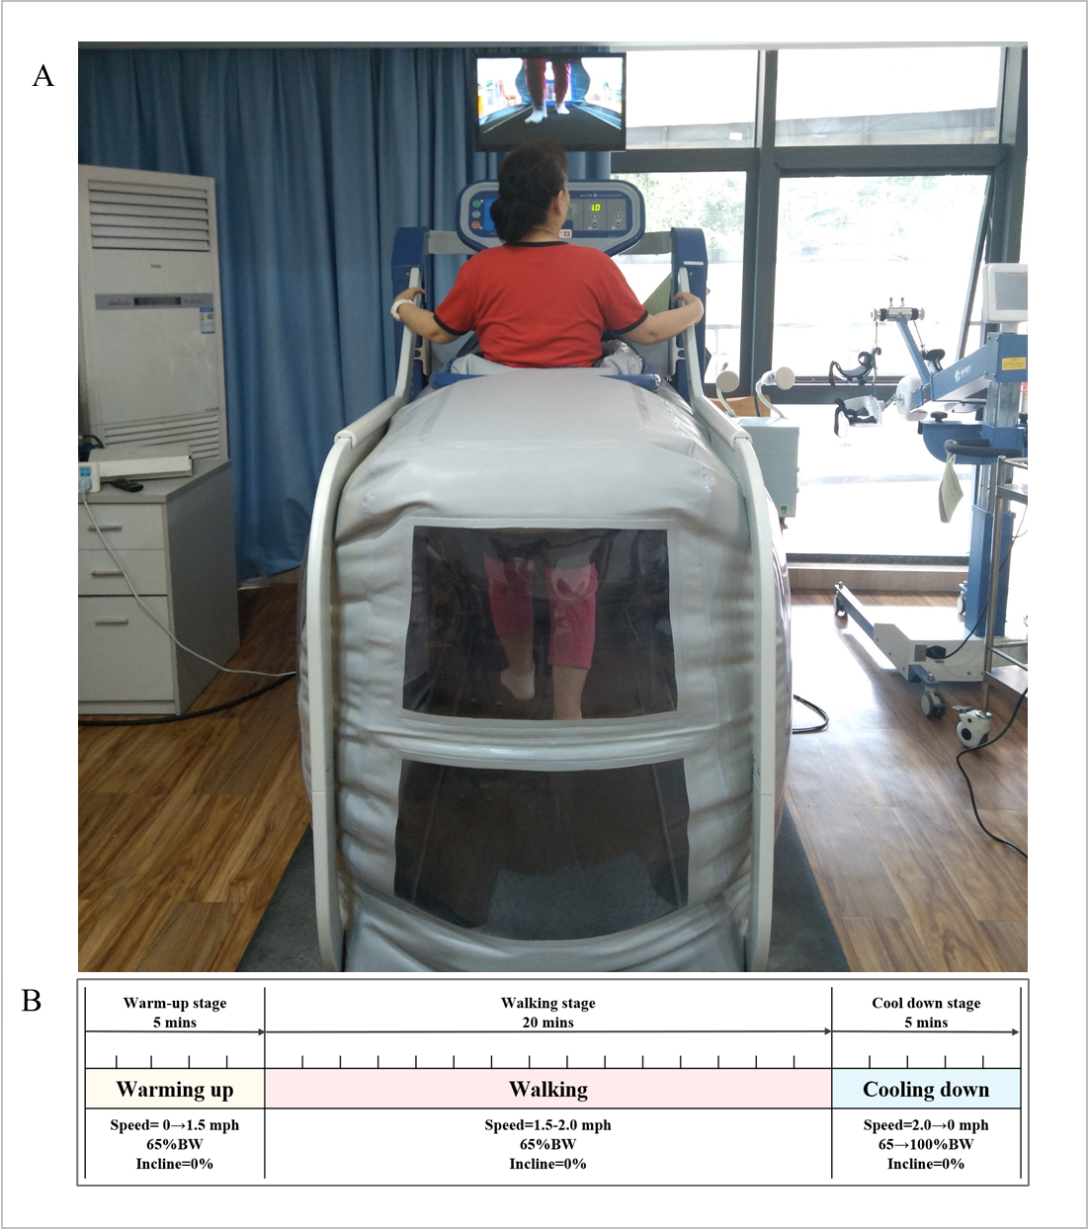 A
1.0
B
Warm-up stage
5 mins
Walking stage
20 mins
Cool down stage
5 mins
Warming up
Walking
Cooling down
Speed= 0→1.5 mph
65%BW
Incline=0%
Speed=1.5-2.0 mph
65%BW
Incline=0%
Speed=2.0→0 mph
65→100%BW
Incline=0%